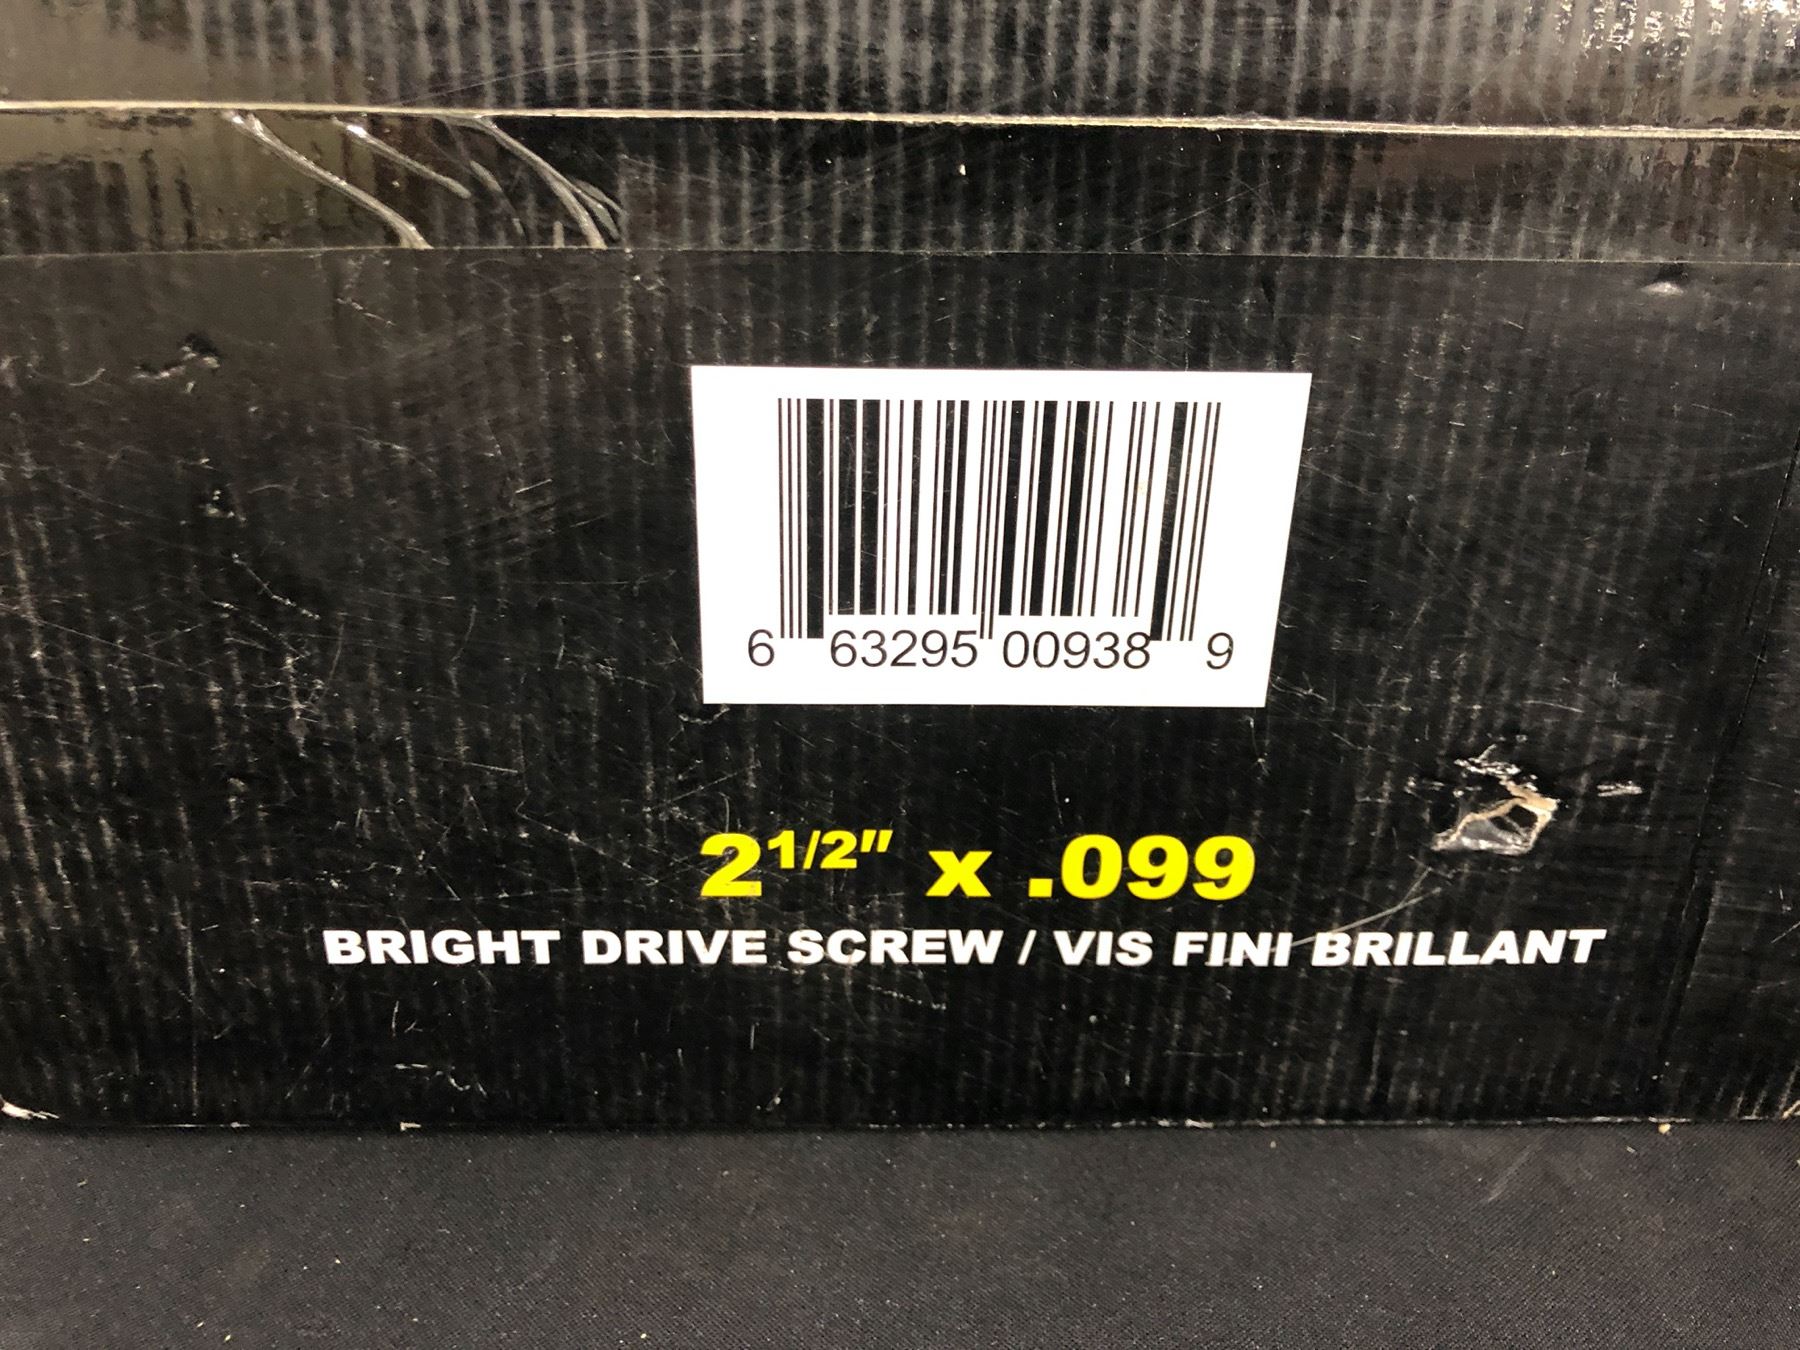 6 63295 00938 9
2 1/2" x .099
BRIGHT DRIVE SCREW / VIS FINI BRILLANT